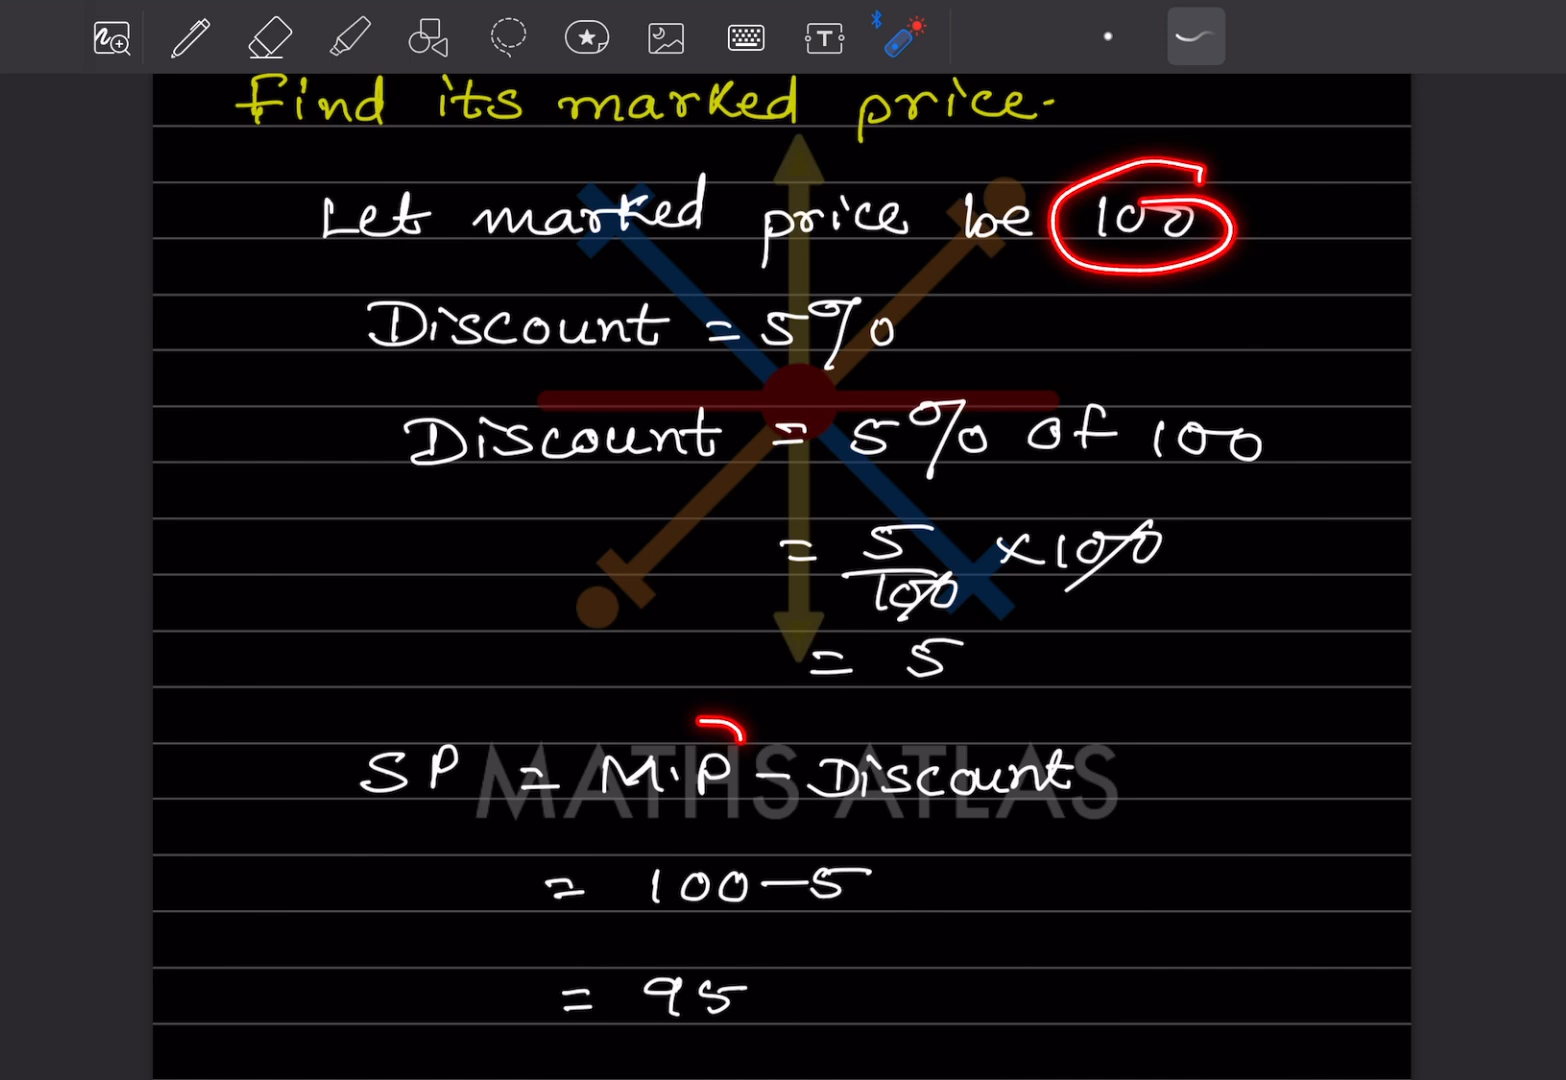 Find its marked price.
Let marked price be 100
Discount = 5%
Discount = 5% of 100
= 5/100 × 100
= 5
SP = M.P - Discount
MATHS ATLAS
= 100 - 5
= 95